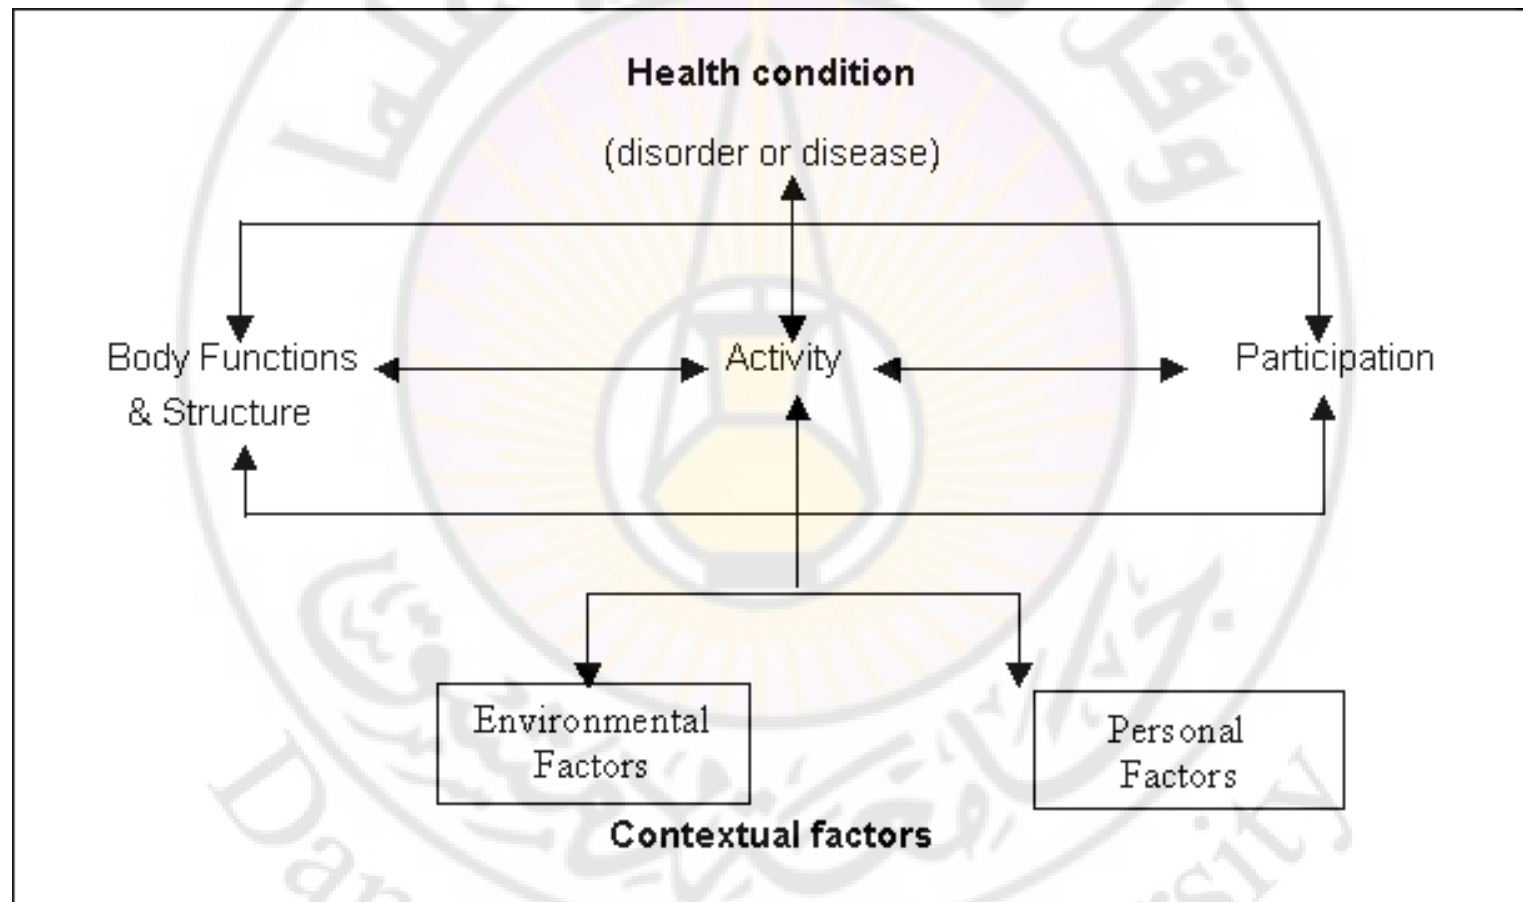 Health condition
(disorder or disease)
Body Functions
& Structure
Activity
Participation
Environmental
Factors
Personal
Factors
Contextual factors